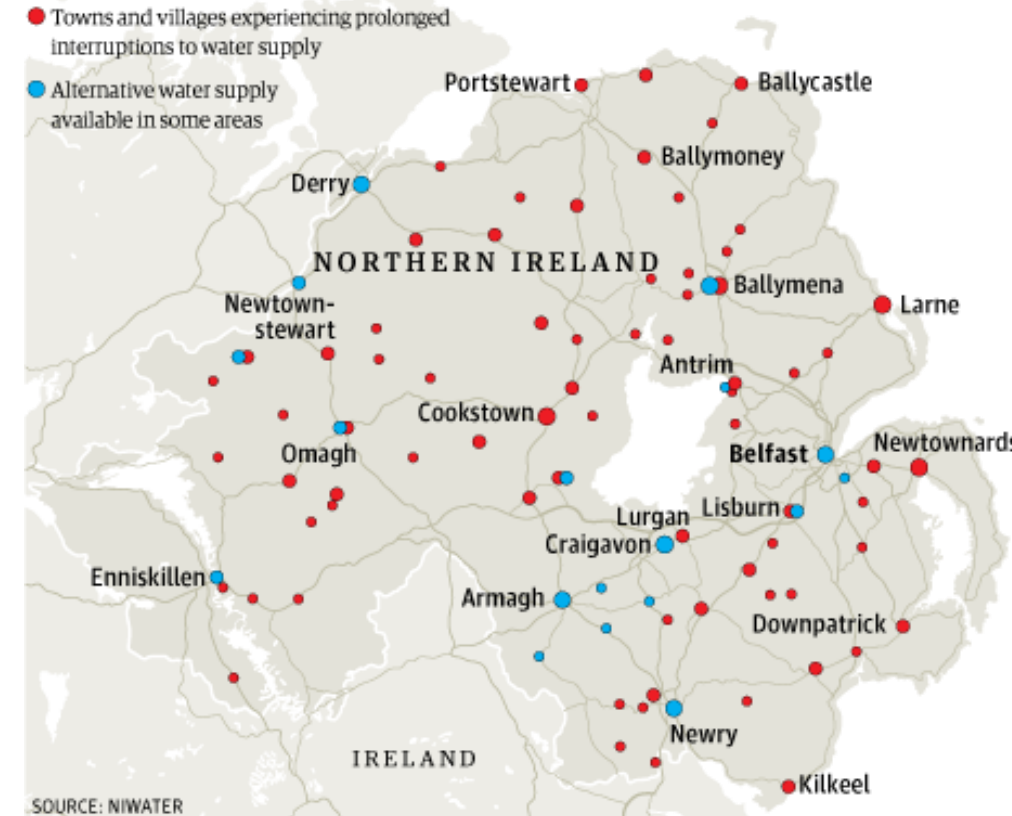 Towns and villages experiencing prolonged
interruptions to water supply
Alternative water supply
available in some areas
Portstewart
Ballycastle
Ballymoney
Derry
NORTHERN IRELAND
Ballymena
Newtown-
stewart
Larne
Antrim
Cookstown
Omagh
Belfast
Newtownards
Lisburn
Lurgan
Craigavon
Enniskillen
Armagh
Downpatrick
Newry
IRELAND
Kilkeel
SOURCE: NIWATER